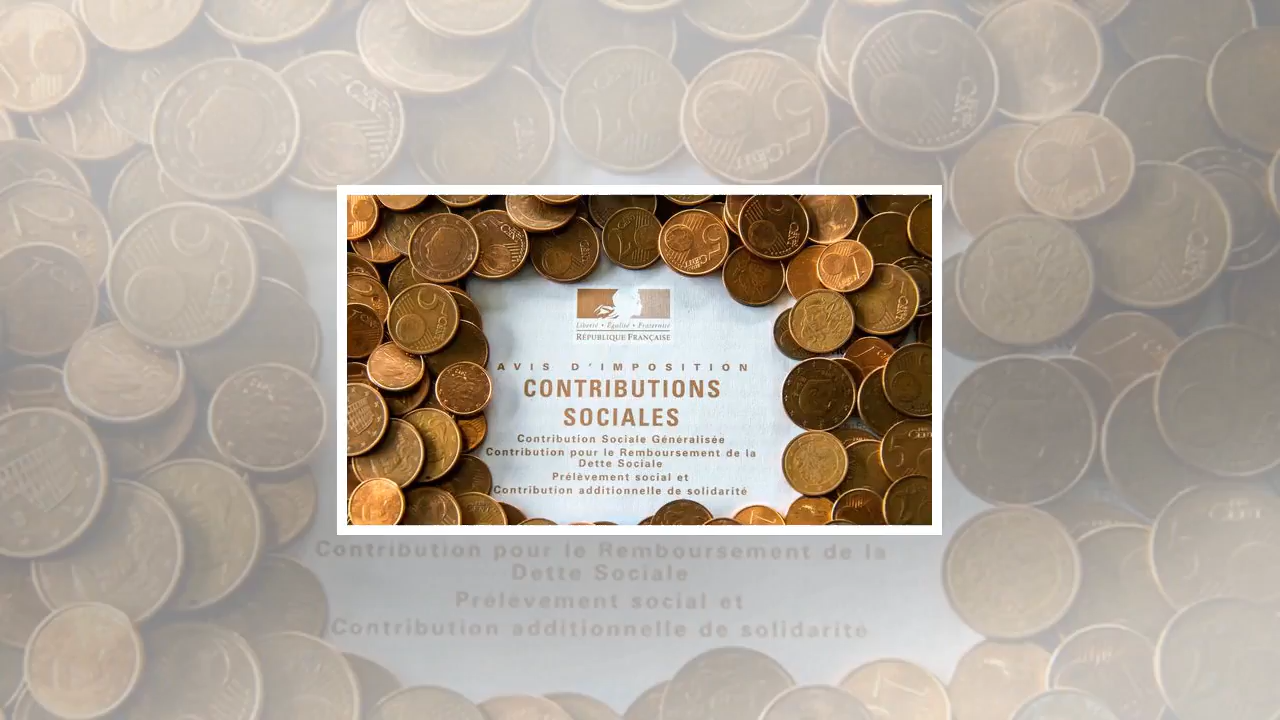 Liberté • Égalité • Fraternité
RÉPUBLIQUE FRANÇAISE
AVIS D'IMPOSITION
CONTRIBUTIONS
SOCIALES
Contribution Sociale Généralisée
Contribution pour le Remboursement de la
Dette Sociale
Prélèvement social et
Contribution additionnelle de solidarité
Contribution pour le Remboursement de la
Dette Sociale
Prélèvement social et
Contribution additionnelle de solidarité